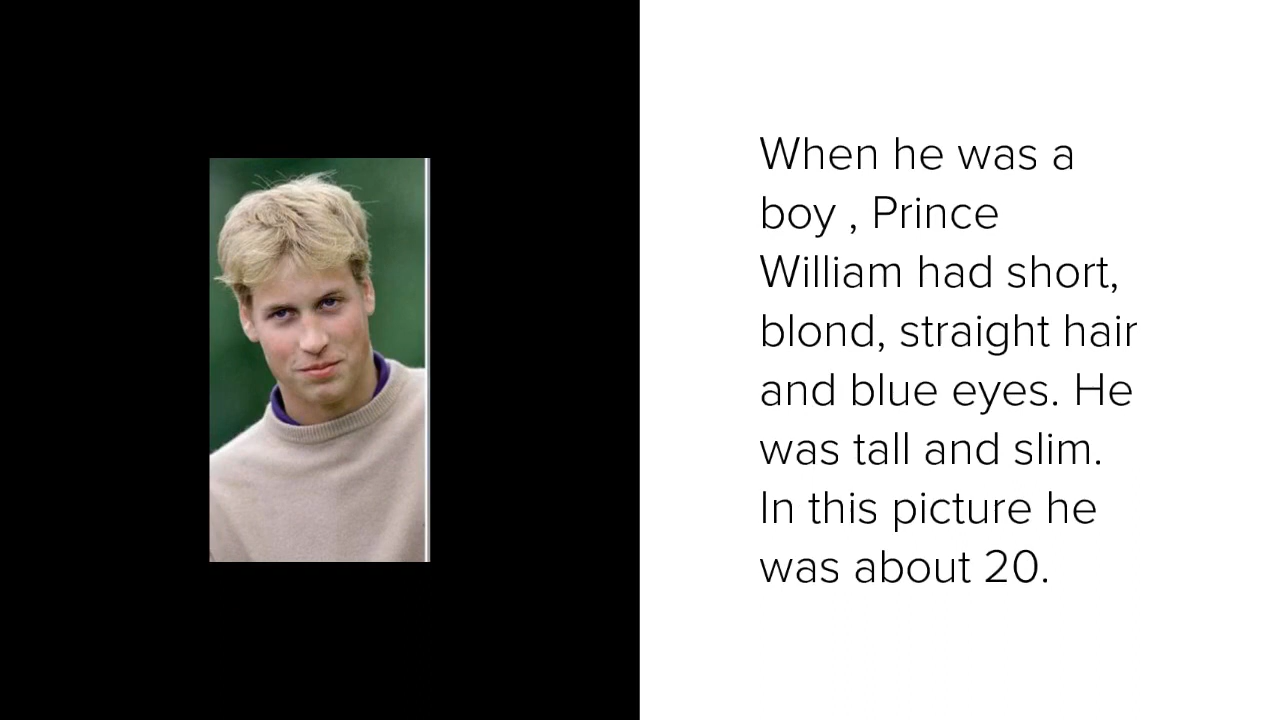 When he was a
boy , Prince
William had short,
blond, straight hair
and blue eyes. He
was tall and slim.
In this picture he
was about 20.